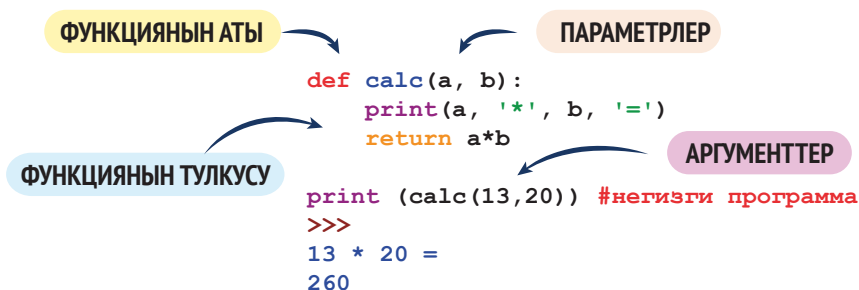 ФУНКЦИЯНЫН АТЫ
ПАРАМЕТРЛЕР
def calc(a, b):
print(a, '*', b, '=')
return a*b
АРГУМЕНТТЕР
ФУНКЦИЯНЫН ТУЛКУСУ
print (calc(13,20)) #негизги программа
>>>
13 * 20 =
260